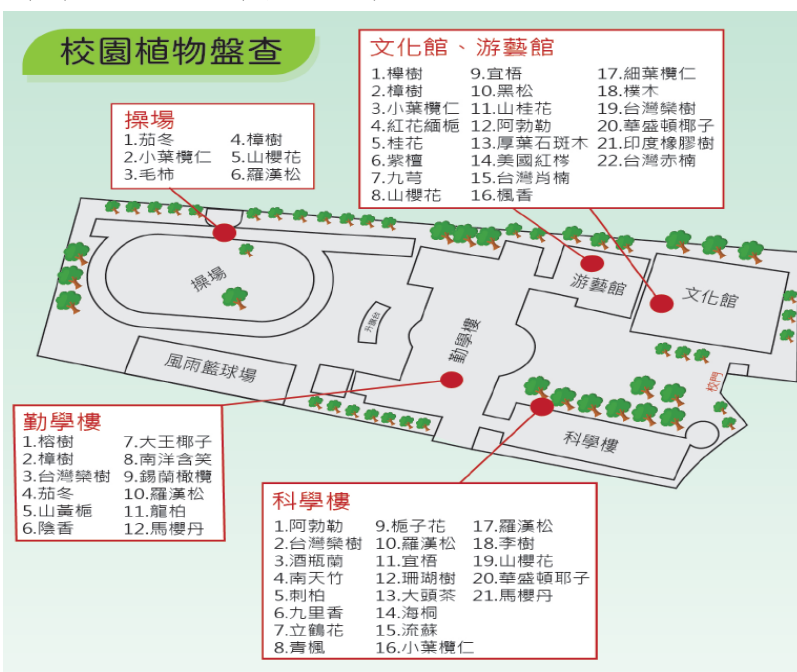 校園植物盤查
操場
1.茄冬
2.小葉欖仁
3.毛柿
4.樟樹
5.山櫻花
6.羅漢松
文化館、游藝館
1.櫸樹
2.樟樹
3.小葉欖仁
4.紅花緬梔
5.桂花
6.紫檀
7.九芎
8.山櫻花
9.宜梧
10.黑松
11.山桂花
12.阿勃勒
13.厚葉石斑木
14.美國紅梣
15.台灣肖楠
16.楓香
17.細葉欖仁
18.樸木
19.台灣欒樹
20.華盛頓椰子
21.印度橡膠樹
22.台灣赤楠
操場
游藝館
文化館
升旗台
勤學樓
風雨籃球場
校門
科學樓
勤學樓
1.榕樹
2.樟樹
3.台灣欒樹
4.茄冬
5.山黃梔
6.陰香
7.大王椰子
8.南洋含笑
9.錫蘭橄欖
10.羅漢松
11.龍柏
12.馬櫻丹
科學樓
1.阿勃勒
2.台灣欒樹
3.酒瓶蘭
4.南天竹
5.刺柏
6.九里香
7.立鶴花
8.青楓
9.梔子花
10.羅漢松
11.宜梧
12.珊瑚樹
13.大頭茶
14.海桐
15.流蘇
16.小葉欖仁
17.羅漢松
18.李樹
19.山櫻花
20.華盛頓耶子
21.馬櫻丹